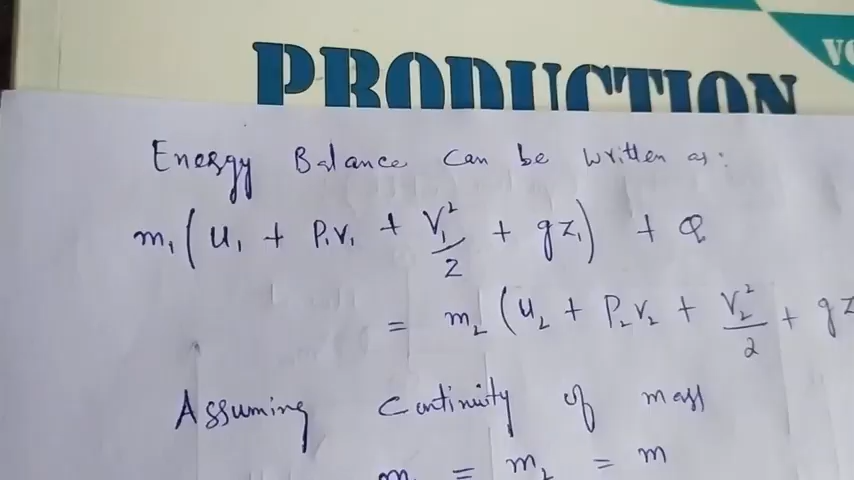 VO
PRODUCTION
Energy Balance can be written as:
m₁(u₁ + P₁v₁ + V₁²/2 + gz₁) + Q
= m₂(u₂ + P₂v₂ + V₂²/2 + gz
Assuming Continuity of mass
m = m₂ = m